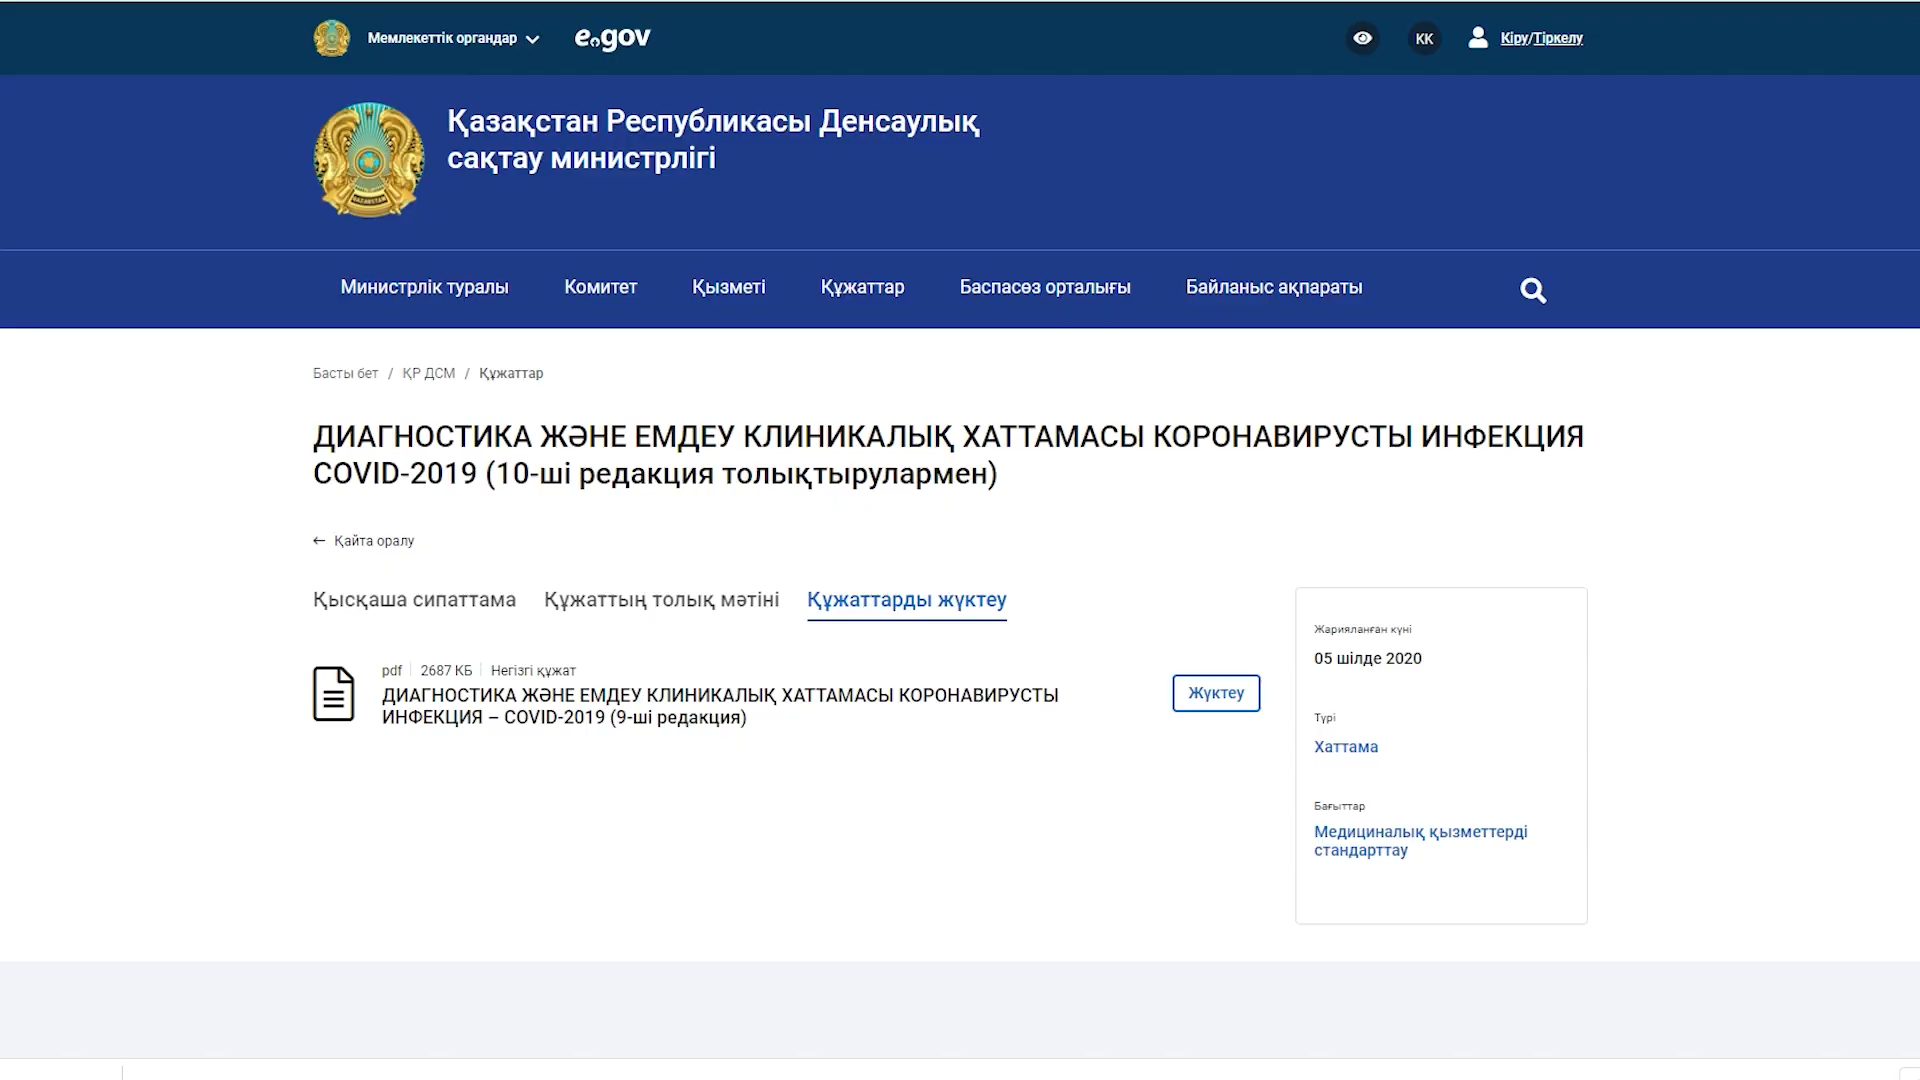 Мемлекеттік органдар
e.gov
KK
Кіру/Тіркелу
Қазақстан Республикасы Денсаулық
сақтау министрлігі
Министрлік туралы
Комитет
Қызметі
Құжаттар
Баспасөз орталығы
Байланыс ақпараты
Басты бет / ҚР ДСМ / Құжаттар
ДИАГНОСТИКА ЖӘНЕ ЕМДЕУ КЛИНИКАЛЫҚ ХАТТАМАСЫ КОРОНАВИРУСТЫ ИНФЕКЦИЯ
COVID-2019 (10-ші редакция толықтырулармен)
← Қайта оралу
Қысқаша сипаттама
Құжаттың толық мәтіні
Құжаттарды жүктеу
pdf | 2687 КБ | Негізгі құжат
ДИАГНОСТИКА ЖӘНЕ ЕМДЕУ КЛИНИКАЛЫҚ ХАТТАМАСЫ КОРОНАВИРУСТЫ
ИНФЕКЦИЯ – COVID-2019 (9-ші редакция)
Жүктеу
Жарияланған күні
05 шілде 2020
Түрі
Хаттама
Бағыттар
Медициналық қызметтерді
стандарттау